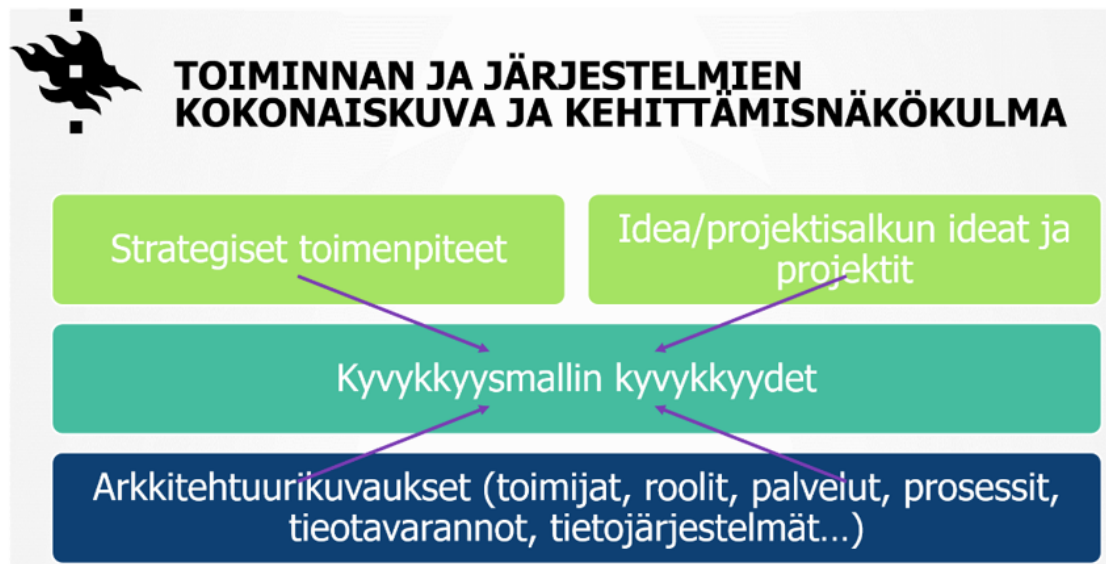 TOIMINNAN JA JÄRJESTELMIEN
KOKONAISKUVA JA KEHITTÄMISNÄKÖKULMA
Strategiset toimenpiteet
Idea/projektisalkun ideat ja
projektit
Kyvykkyysmallin kyvykkyydet
Arkkitehtuurikuvaukset (toimijat, roolit, palvelut, prosessit,
tieotavarannot, tietojärjestelmät…)